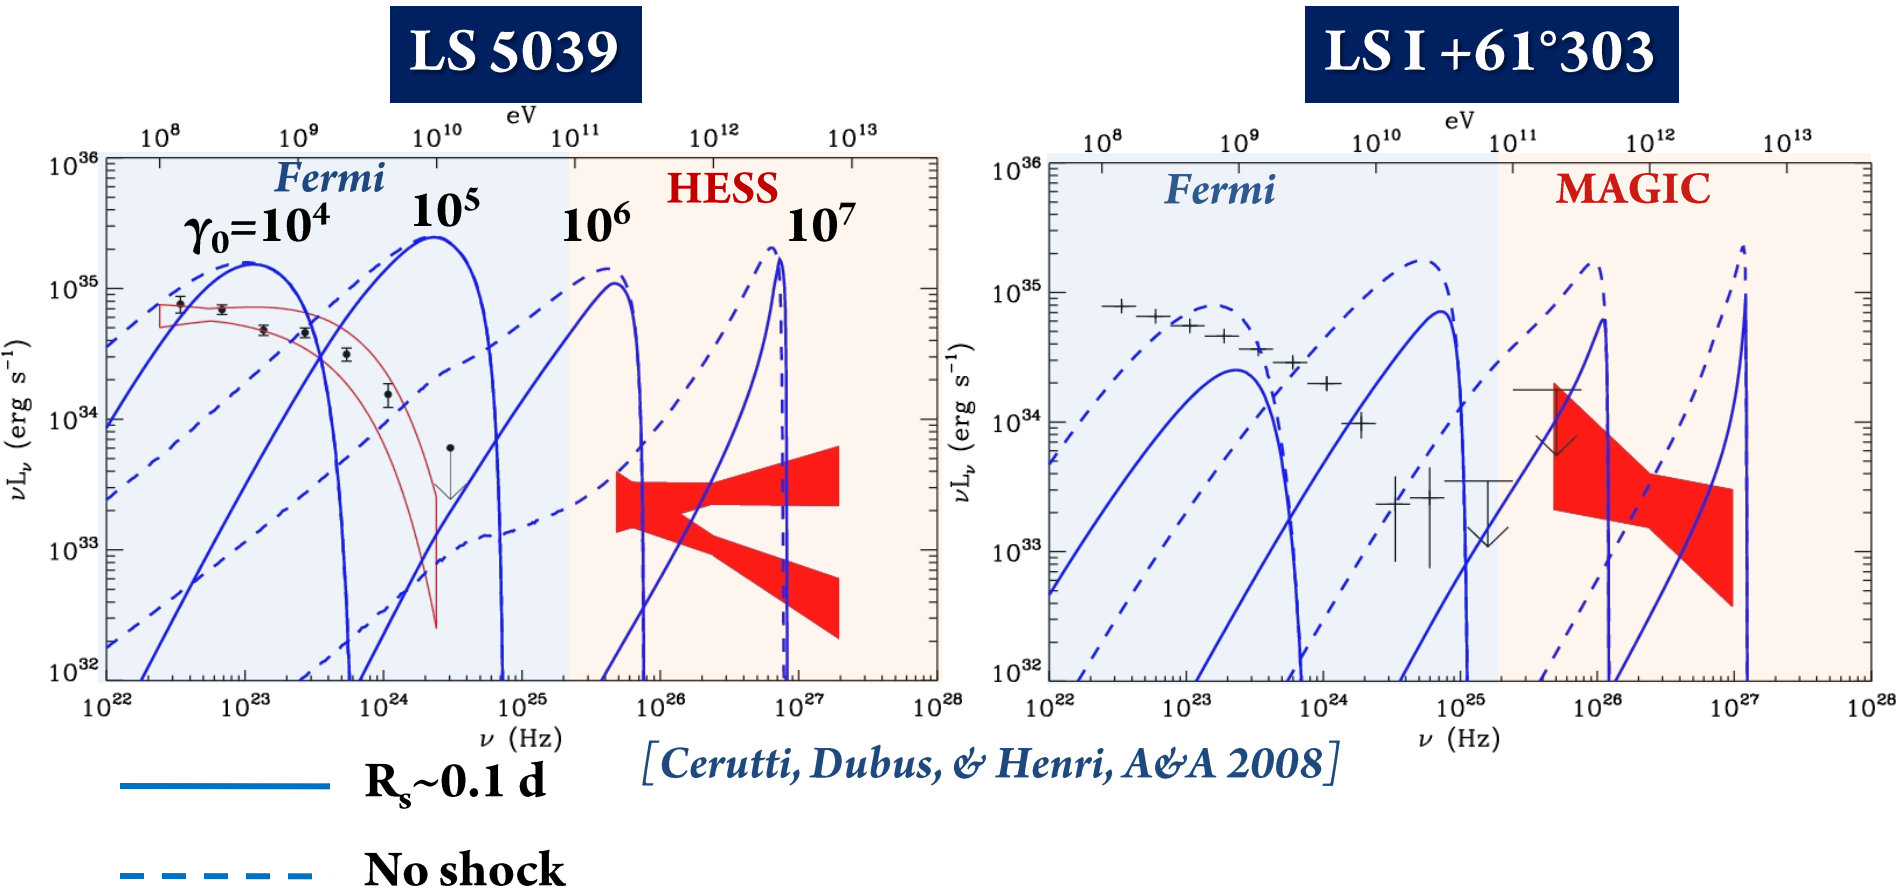 LS 5039
LS I +61°303
eV
10⁸ 10⁹ 10¹⁰ 10¹¹ 10¹² 10¹³
10³⁶
10³⁵
10³⁴
10³³
10³²
νLν (erg s⁻¹)
Fermi
HESS
γ₀=10⁴
10⁵
10⁶
10⁷
10²² 10²³ 10²⁴ 10²⁵ 10²⁶ 10²⁷ 10²⁸
ν (Hz)
eV
10⁸ 10⁹ 10¹⁰ 10¹¹ 10¹² 10¹³
10³⁶
10³⁵
10³⁴
10³³
10³²
νLν (erg s⁻¹)
Fermi
MAGIC
10²² 10²³ 10²⁴ 10²⁵ 10²⁶ 10²⁷ 10²⁸
ν (Hz)
[Cerutti, Dubus, & Henri, A&A 2008]
Rₛ~0.1 d
No shock